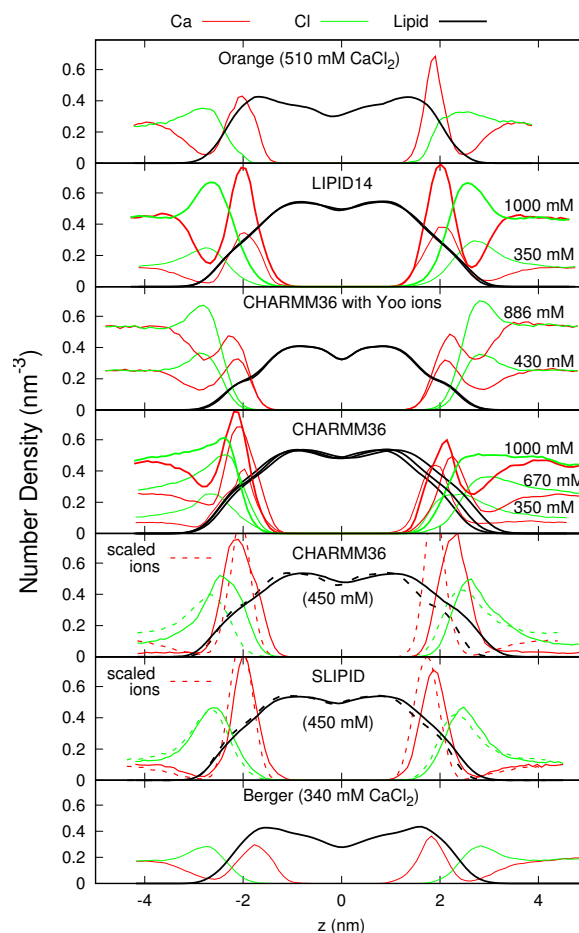 Ca Cl Lipid
Orange (510 mM CaCl2)
0.6
0.4
0.2
0
LIPID14
1000 mM
350 mM
0.6
0.4
0.2
0
CHARMM36 with Yoo ions
886 mM
430 mM
0.6
0.4
0.2
0
CHARMM36
1000 mM
670 mM
350 mM
0.6
0.4
0.2
0
scaled ions
CHARMM36
(450 mM)
0.6
0.4
0.2
0
scaled ions
SLIPID
(450 mM)
0.6
0.4
0.2
0
Berger (340 mM CaCl2)
0.4
0.2
0
-4 -2 0 2 4
z (nm)
Number Density (nm-3)